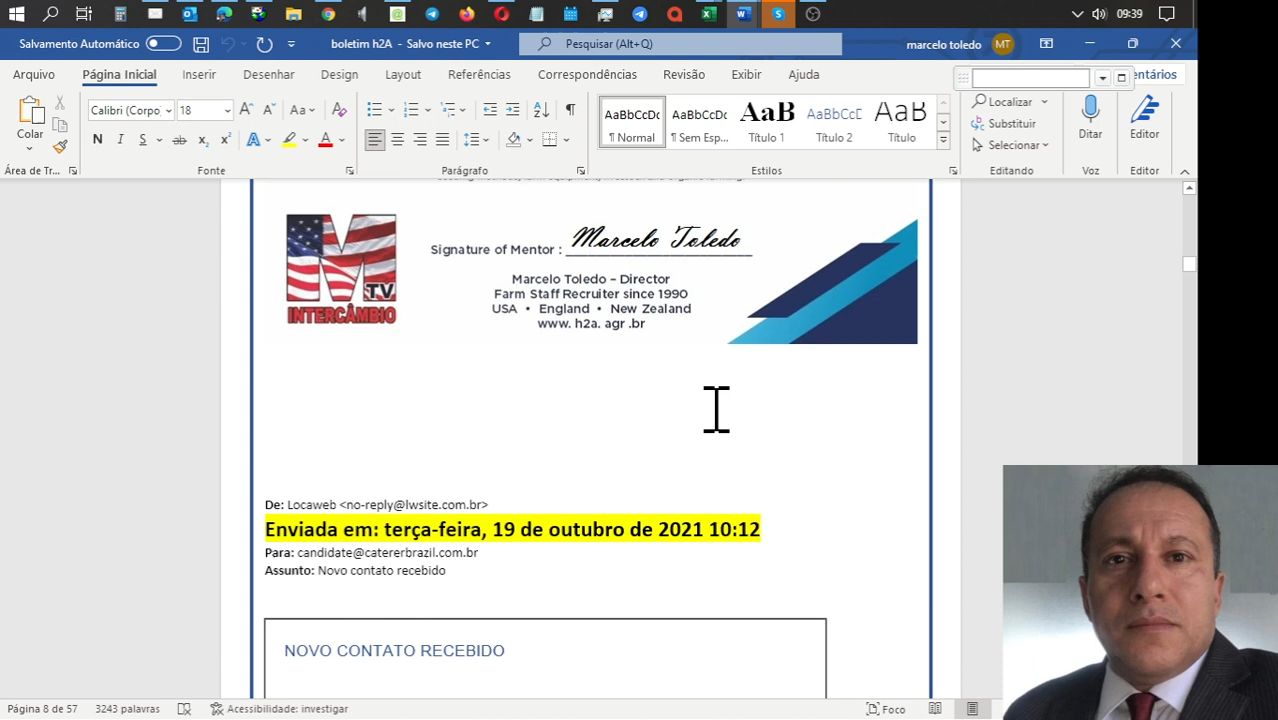 09:39
Salvamento Automático
boletim h2A - Salvo neste PC
Pesquisar (Alt+Q)
marcelo toledo
MT
Arquivo
Página Inicial
Inserir
Desenhar
Design
Layout
Referências
Correspondências
Revisão
Exibir
Ajuda
entários
Colar
Calibri (Corpo)
18
AaBbCcDc
AaBbCcDc
AaBbC
AaBbCcD
AaB
¶ Normal
¶ Sem Esp...
Título 1
Título 2
Título
Localizar
Substituir
Selecionar
Ditar
Editor
Área de Tr...
Fonte
Parágrafo
Estilos
Editando
Voz
Editor
M
TV
INTERCÂMBIO
Signature of Mentor : Marcelo Toledo
Marcelo Toledo – Director
Farm Staff Recruiter since 1990
USA • England • New Zealand
www. h2a. agr .br
De: Locaweb <no-reply@lwsite.com.br>
Enviada em: terça-feira, 19 de outubro de 2021 10:12
Para: candidate@catererbrazil.com.br
Assunto: Novo contato recebido
NOVO CONTATO RECEBIDO
Página 8 de 57
3243 palavras
Acessibilidade: investigar
Foco